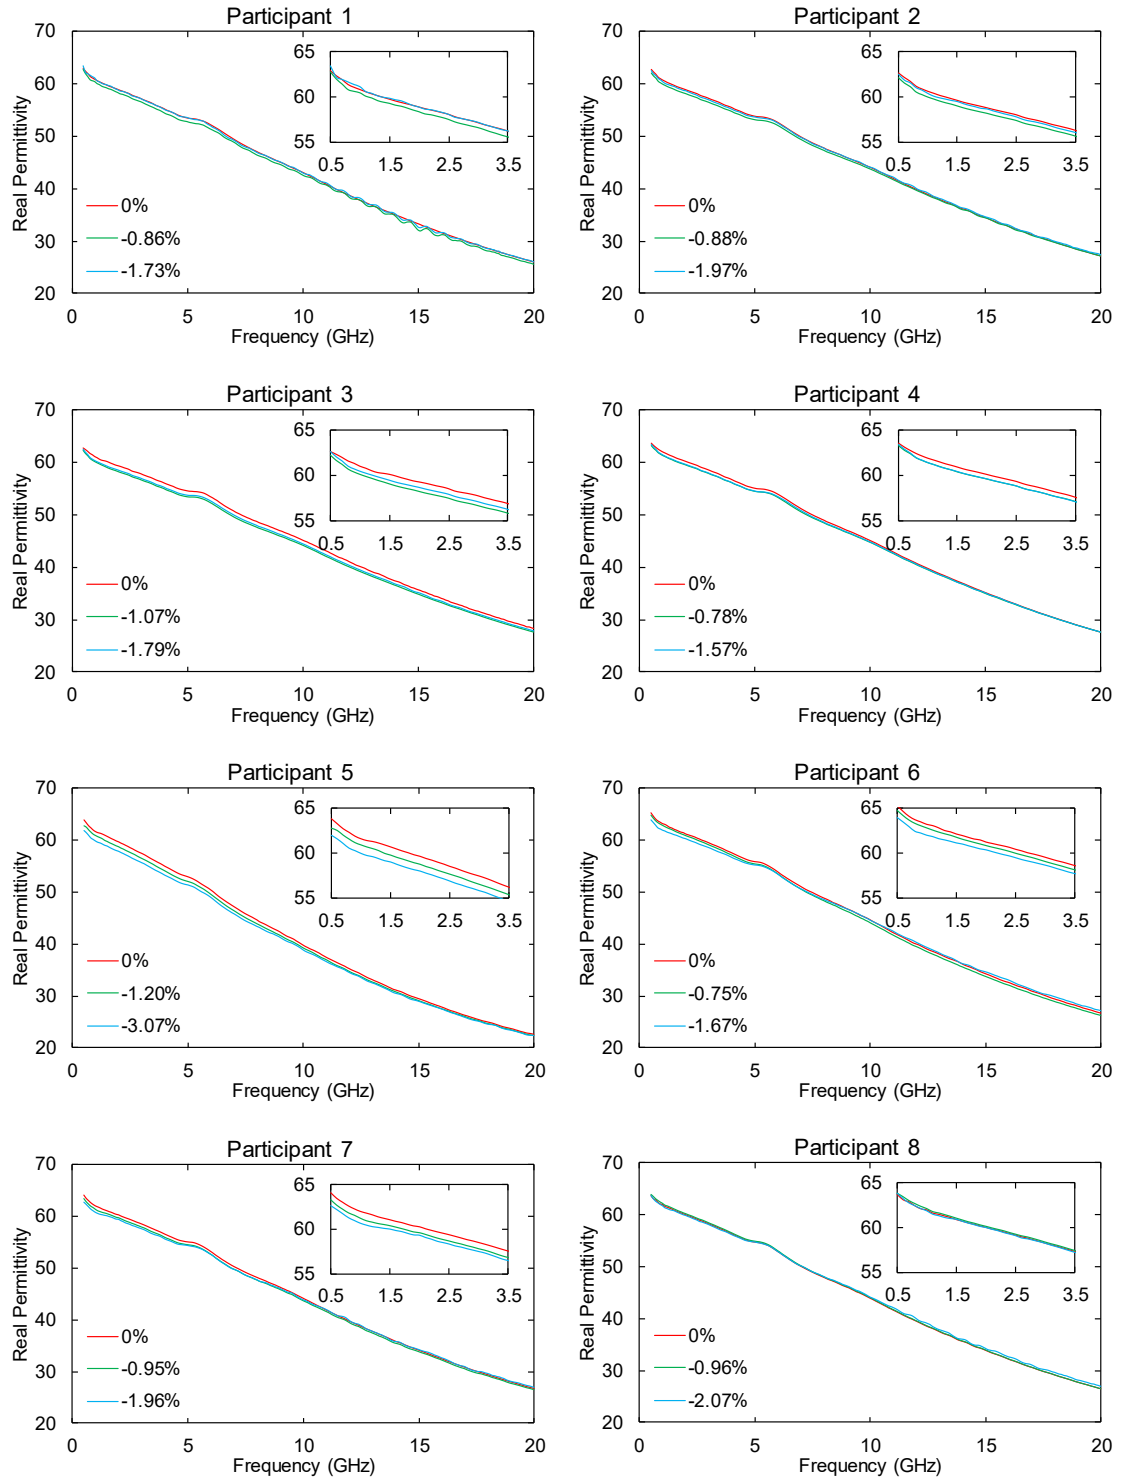 Participant 1
70
60
50
40
30
20
Real Permittivity
65
60
55
0.5 1.5 2.5 3.5
0%
-0.86%
-1.73%
0 5 10 15 20
Frequency (GHz)
Participant 2
70
60
50
40
30
20
Real Permittivity
65
60
55
0.5 1.5 2.5 3.5
0%
-0.88%
-1.97%
0 5 10 15 20
Frequency (GHz)
Participant 3
70
60
50
40
30
20
Real Permittivity
65
60
55
0.5 1.5 2.5 3.5
0%
-1.07%
-1.79%
0 5 10 15 20
Frequency (GHz)
Participant 4
70
60
50
40
30
20
Real Permittivity
65
60
55
0.5 1.5 2.5 3.5
0%
-0.78%
-1.57%
0 5 10 15 20
Frequency (GHz)
Participant 5
70
60
50
40
30
20
Real Permittivity
65
60
55
0.5 1.5 2.5 3.5
0%
-1.20%
-3.07%
0 5 10 15 20
Frequency (GHz)
Participant 6
70
60
50
40
30
20
Real Permittivity
65
60
55
0.5 1.5 2.5 3.5
0%
-0.75%
-1.67%
0 5 10 15 20
Frequency (GHz)
Participant 7
70
60
50
40
30
20
Real Permittivity
65
60
55
0.5 1.5 2.5 3.5
0%
-0.95%
-1.96%
0 5 10 15 20
Frequency (GHz)
Participant 8
70
60
50
40
30
20
Real Permittivity
65
60
55
0.5 1.5 2.5 3.5
0%
-0.96%
-2.07%
0 5 10 15 20
Frequency (GHz)